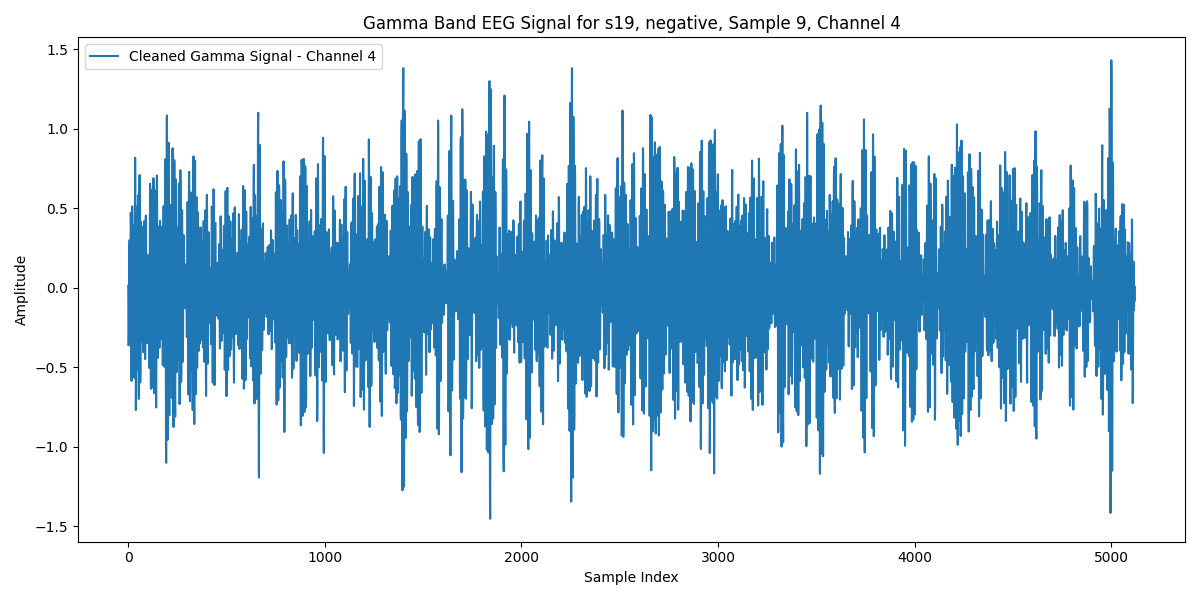 Gamma Band EEG Signal for s19, negative, Sample 9, Channel 4
Cleaned Gamma Signal - Channel 4
1.5
1.0
0.5
0.0
−0.5
−1.0
−1.5
Amplitude
0 1000 2000 3000 4000 5000
Sample Index